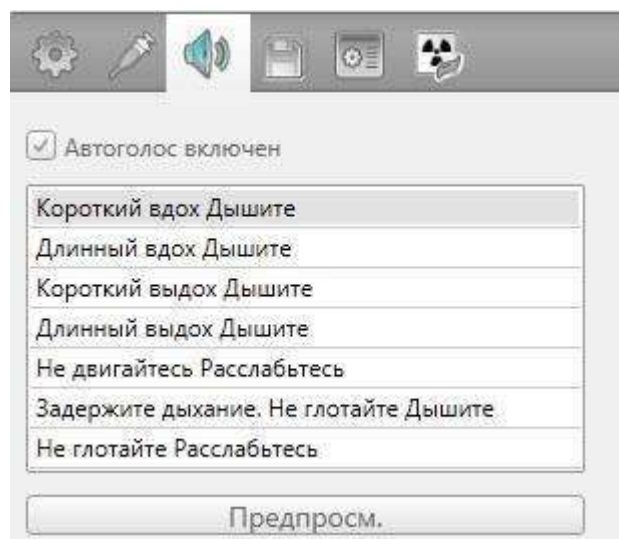 Автоголос включен
Короткий вдох Дышите
Длинный вдох Дышите
Короткий выдох Дышите
Длинный выдох Дышите
Не двигайтесь Расслабьтесь
Задержите дыхание. Не глотайте Дышите
Не глотайте Расслабьтесь
Предпросм.